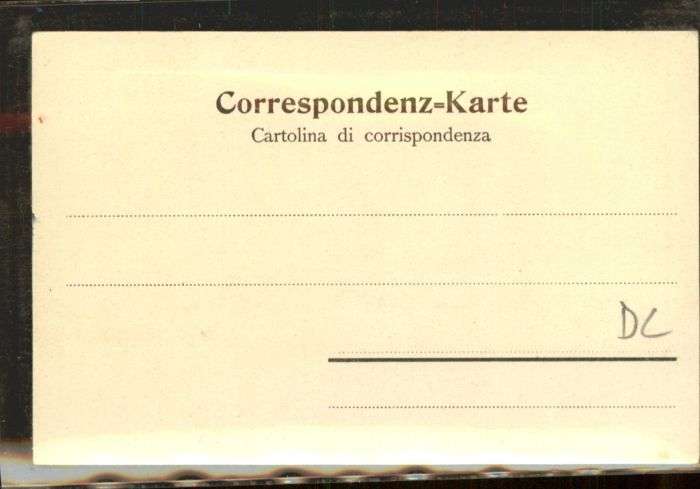 Correspondenz=Karte
Cartolina di corrispondenza
DC